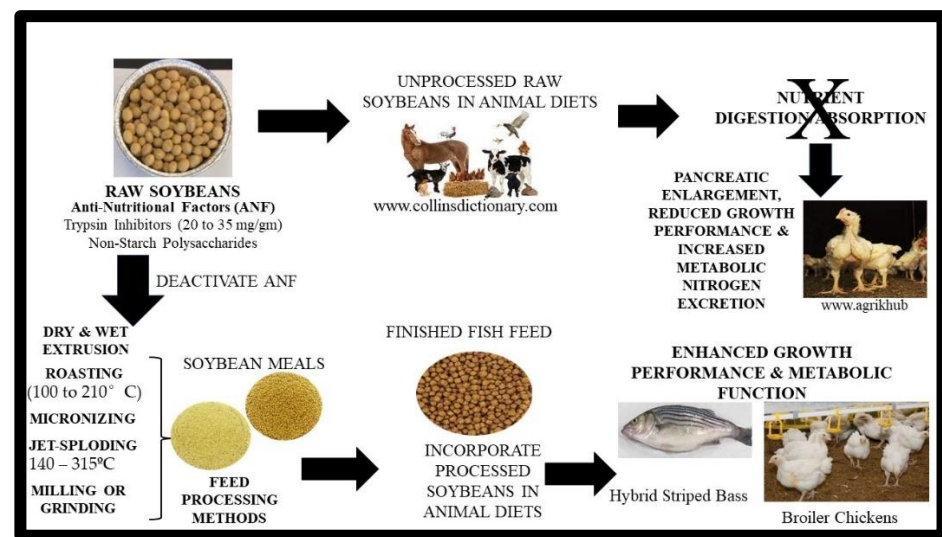 UNPROCESSED RAW
SOYBEANS IN ANIMAL DIETS
www.collinsdictionary.com
NUTRIENT
DIGESTION/ABSORPTION
X
RAW SOYBEANS
Anti-Nutritional Factors (ANF)
Trypsin Inhibitors (20 to 35 mg/gm)
Non-Starch Polysaccharides
PANCREATIC
ENLARGEMENT,
REDUCED GROWTH
PERFORMANCE &
INCREASED
METABOLIC
NITROGEN
EXCRETION
www.agrikhub
DEACTIVATE ANF
DRY & WET
EXTRUSION
ROASTING
(100 to 210° C)
MICRONIZING
JET-SPLODING
140 – 315ºC
MILLING OR
GRINDING
SOYBEAN MEALS
FEED
PROCESSING
METHODS
FINISHED FISH FEED
INCORPORATE
PROCESSED
SOYBEANS IN
ANIMAL DIETS
ENHANCED GROWTH
PERFORMANCE & METABOLIC
FUNCTION
Hybrid Striped Bass
Broiler Chickens